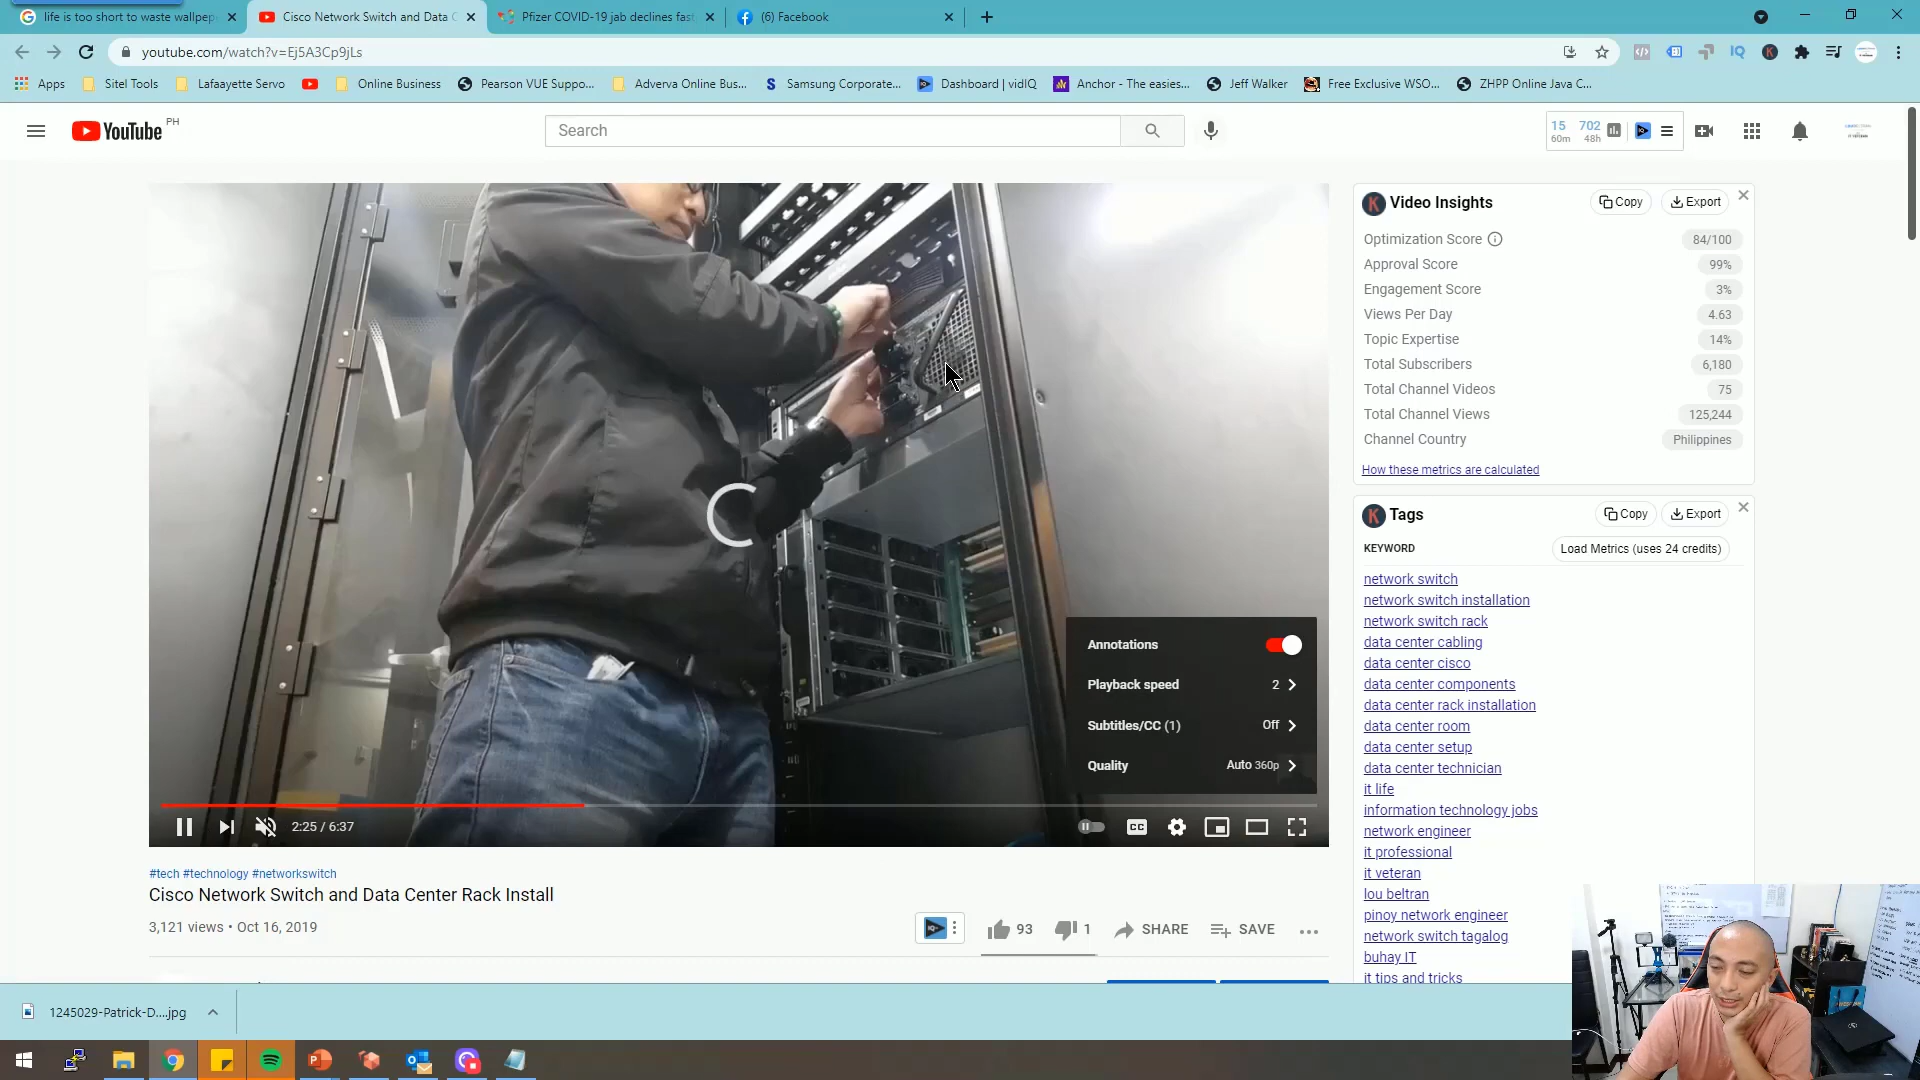 life is too short to waste wallpep
Cisco Network Switch and Data C
Pfizer COVID-19 jab declines fast
(6) Facebook
youtube.com/watch?v=Ej5A3Cp9jLs
Apps
Sitel Tools
Lafaayette Servo
Online Business
Pearson VUE Suppo...
Adverva Online Bus...
Samsung Corporate...
Dashboard | vidIQ
Anchor - The easies...
Jeff Walker
Free Exclusive WSO...
ZHPP Online Java C...
YouTube PH
Search
15 702
60m 48h
Video Insights
Copy
Export
Optimization Score 84/100
Approval Score 99%
Engagement Score 3%
Views Per Day 4.63
Topic Expertise 14%
Total Subscribers 6,180
Total Channel Videos 75
Total Channel Views 125,244
Channel Country Philippines
How these metrics are calculated
Tags
Copy
Export
KEYWORD
Load Metrics (uses 24 credits)
network switch
network switch installation
network switch rack
data center cabling
data center cisco
data center components
data center rack installation
data center room
data center setup
data center technician
it life
information technology jobs
network engineer
it professional
it veteran
lou beltran
pinoy network engineer
network switch tagalog
buhay IT
it tips and tricks
Annotations
Playback speed 2
Subtitles/CC (1) Off
Quality Auto 360p
2:25 / 6:37
CC
#tech #technology #networkswitch
Cisco Network Switch and Data Center Rack Install
3,121 views • Oct 16, 2019
93
1
SHARE
SAVE
1245029-Patrick-D....jpg